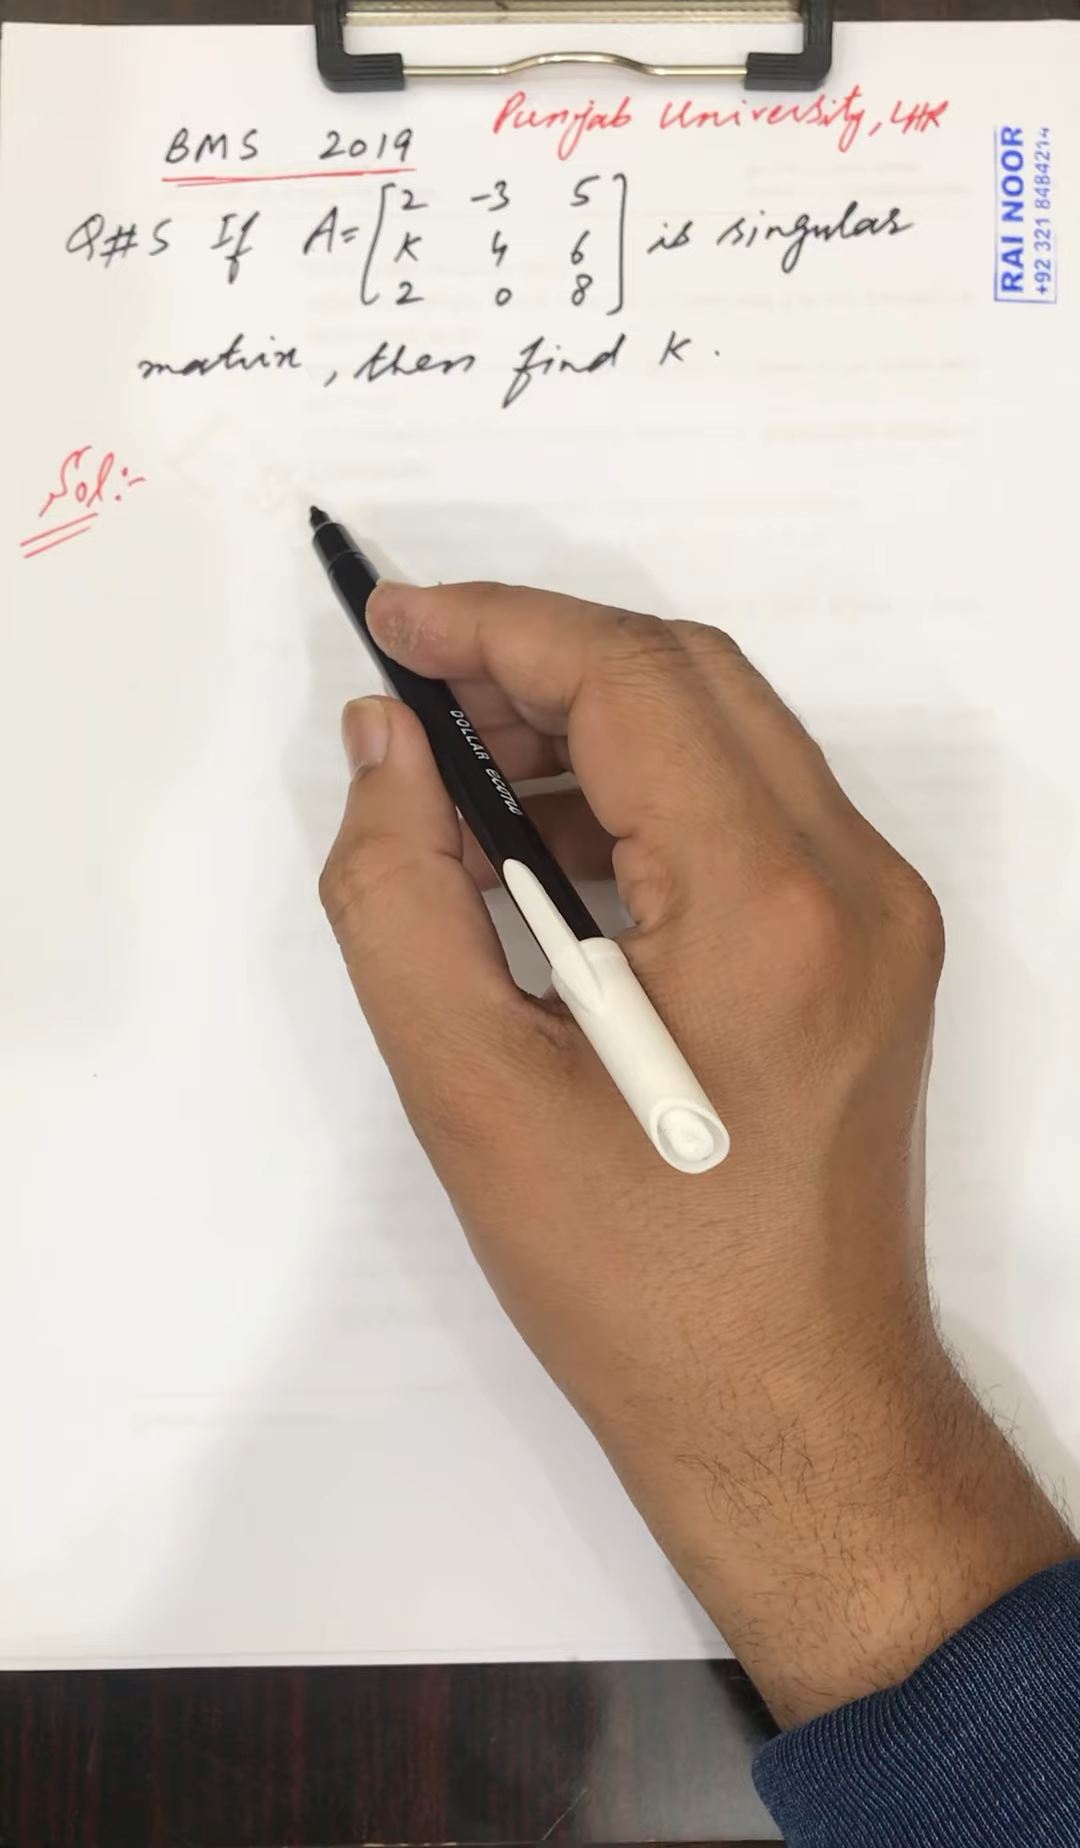 Punjab University, LHR
BMS 2019
Q#5 If A= [2 -3 5
K 4 6
2 0 8] is singular
matrix, then find K.
Sol:-
RAI NOOR
+92 321 8484214
DOLLAR